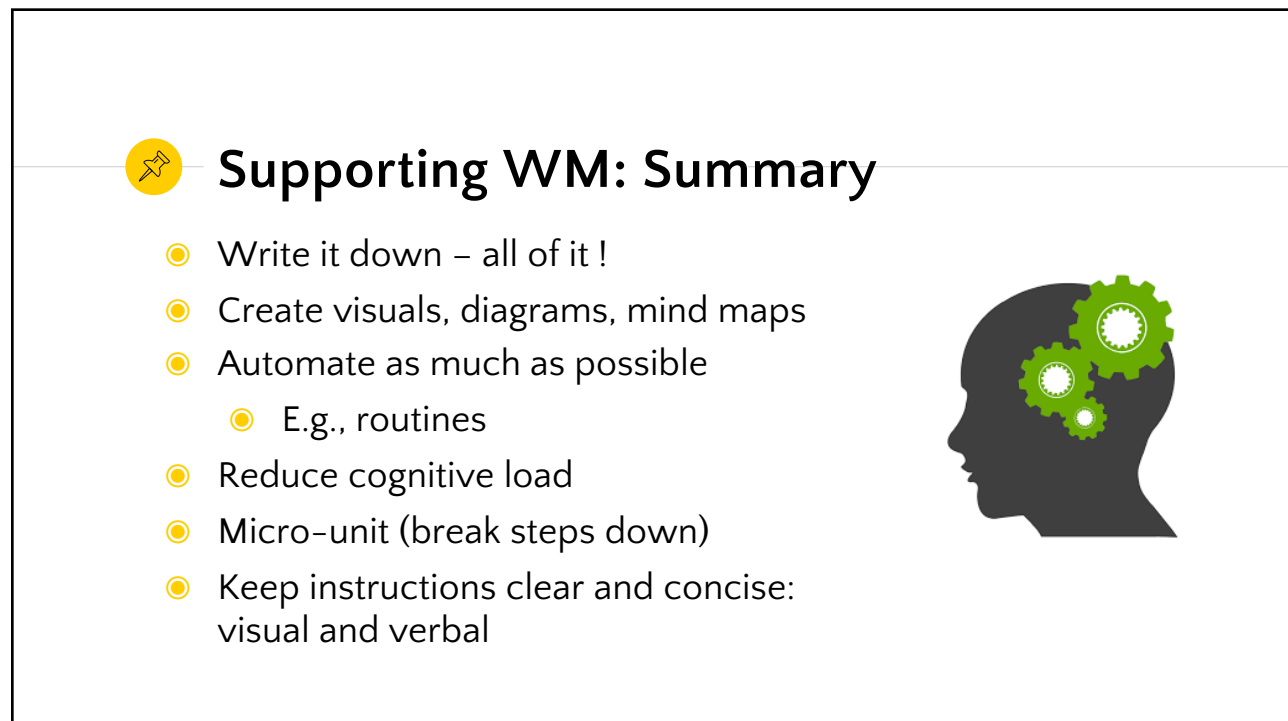 Supporting WM: Summary
Write it down – all of it !
Create visuals, diagrams, mind maps
Automate as much as possible
E.g., routines
Reduce cognitive load
Micro-unit (break steps down)
Keep instructions clear and concise:
visual and verbal